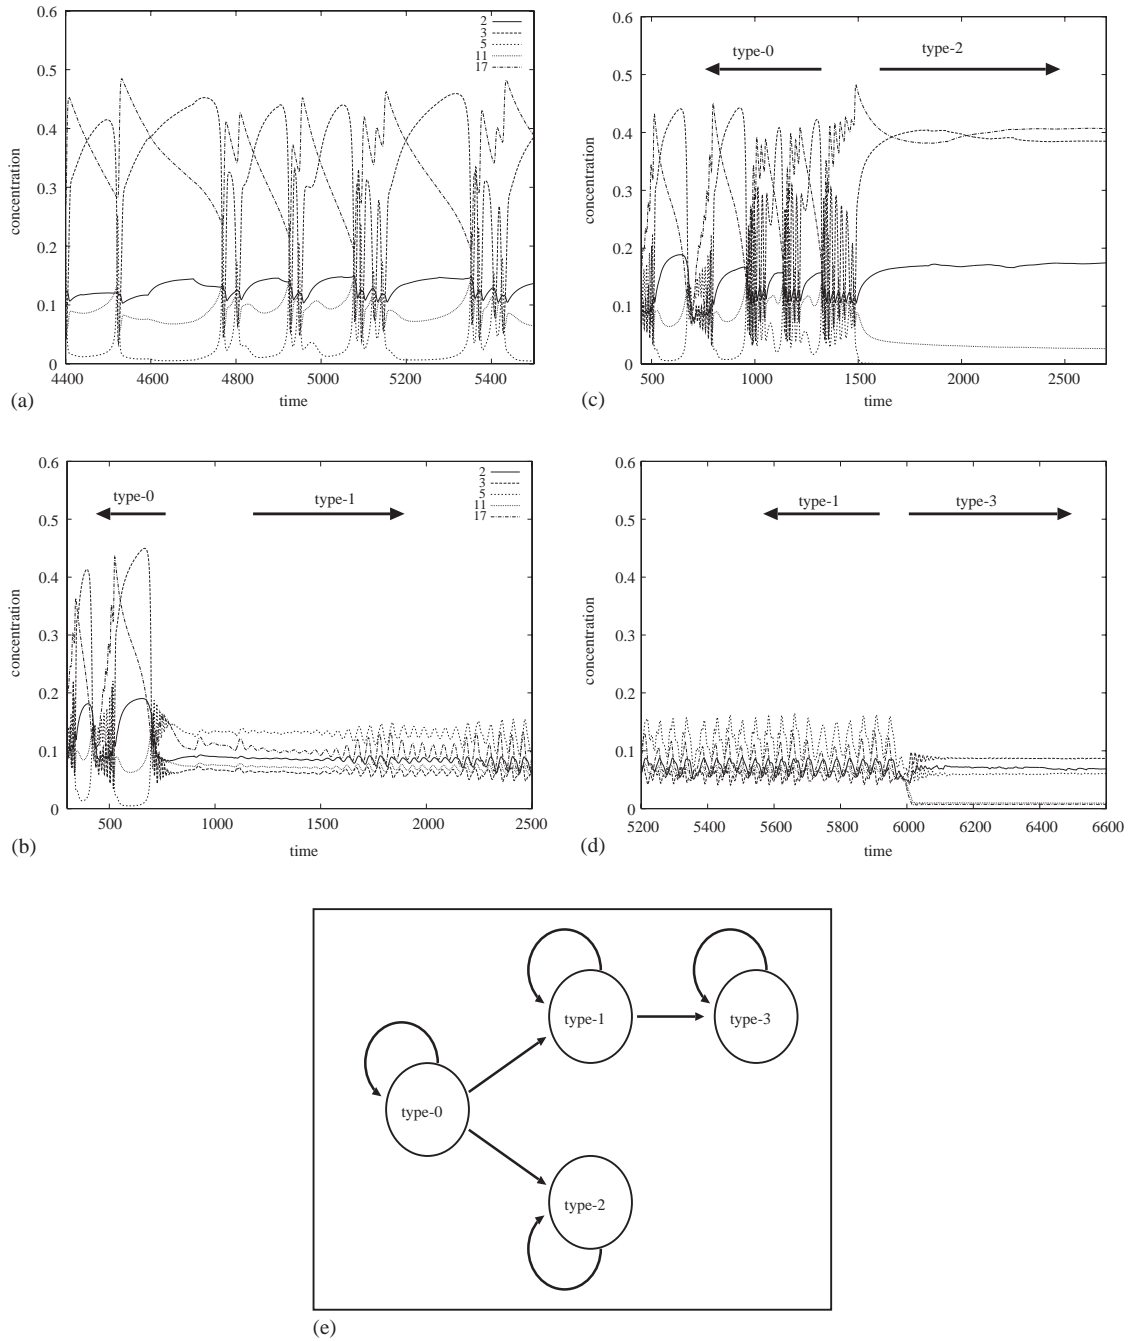 0.6
0.5
0.4
0.3
0.2
0.1
0
concentration
2
3
5
11
17
4400 4600 4800 5000 5200 5400
time
(a)
0.6
0.5
0.4
0.3
0.2
0.1
0
concentration
type-0
type-2
500 1000 1500 2000 2500
time
(c)
0.6
0.5
0.4
0.3
0.2
0.1
0
concentration
type-0
type-1
2
3
5
11
17
500 1000 1500 2000 2500
time
(b)
0.6
0.5
0.4
0.3
0.2
0.1
0
concentration
type-1
type-3
5200 5400 5600 5800 6000 6200 6400 6600
time
(d)
type-1
type-3
type-0
type-2
(e)